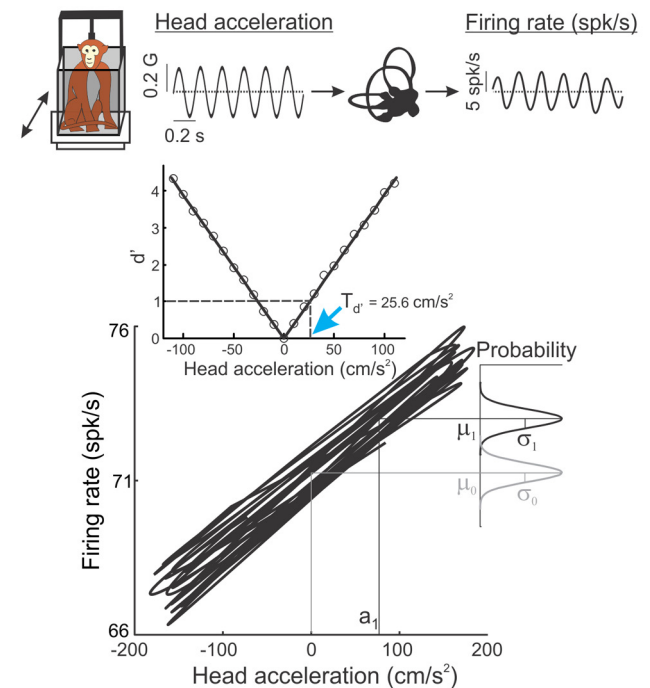 Head acceleration
Firing rate (spk/s)
0.2 G
0.2 s
5 spk/s
d'
4
3
2
1
0
T_d' = 25.6 cm/s²
-100 -50 0 50 100
Head acceleration (cm/s²)
Probability
μ₁
σ₁
μ₀
σ₀
Firing rate (spk/s)
76
71
66
a₁
-200 -100 0 100 200
Head acceleration (cm/s²)